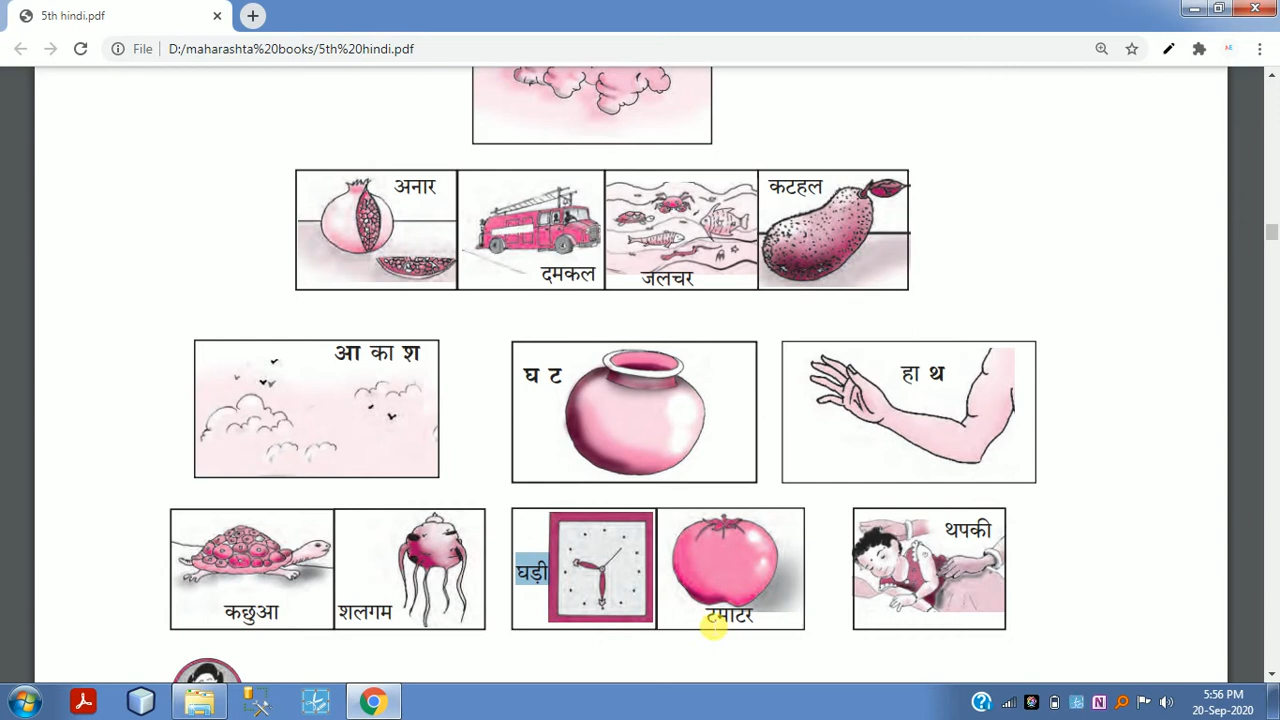 5th hindi.pdf
File
D:/maharashta%20books/5th%20hindi.pdf
अनार
दमकल
जलचर
कटहल
आ का श
घ ट
हा थ
कछुआ
शलगम
घड़ी
टमाटर
थपकी
5:56 PM
20-Sep-2020